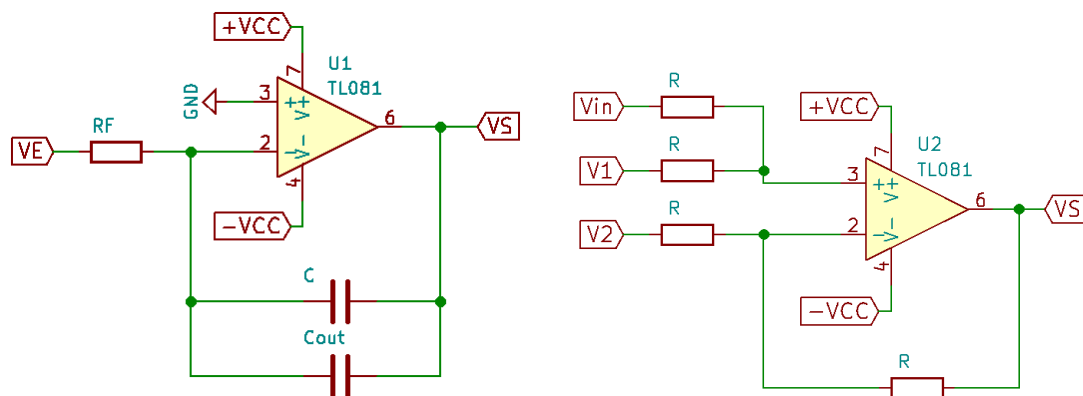 +VCC
U1
TL081
GND
3
7
V+
+
6
VS
RF
VE
2
-
V-
4
-VCC
C
Cout
Vin
R
+VCC
U2
TL081
V1
R
3
7
V+
+
6
VS
V2
R
2
-
V-
4
-VCC
R